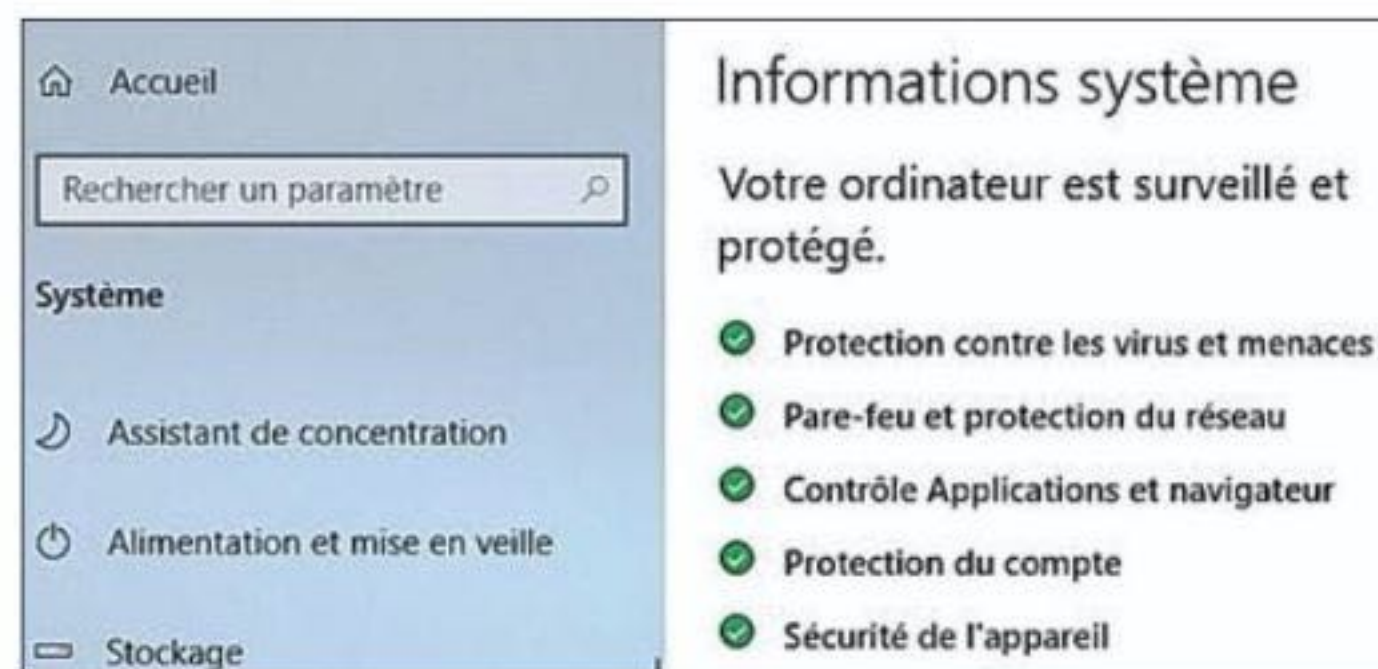 Accueil
Rechercher un paramètre
Système
Assistant de concentration
Alimentation et mise en veille
Stockage
Informations système
Votre ordinateur est surveillé et
protégé.
Protection contre les virus et menaces
Pare-feu et protection du réseau
Contrôle Applications et navigateur
Protection du compte
Sécurité de l'appareil